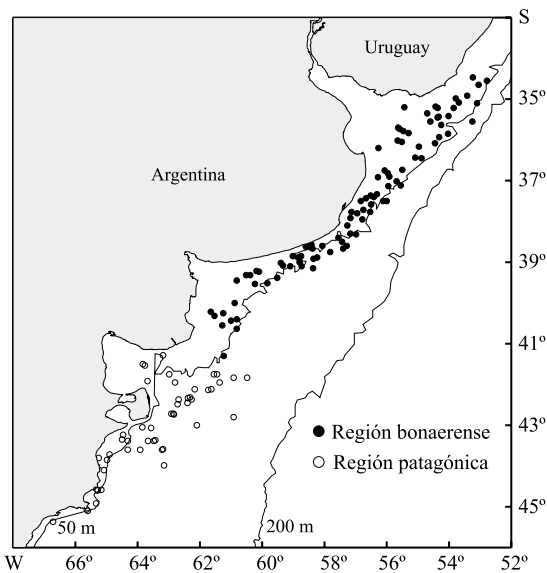 S
Uruguay
35º
Argentina
37º
39º
41º
43º
45º
Región bonaerense
Región patagónica
50 m
200 m
W
66º
64º
62º
60º
58º
56º
54º
52º